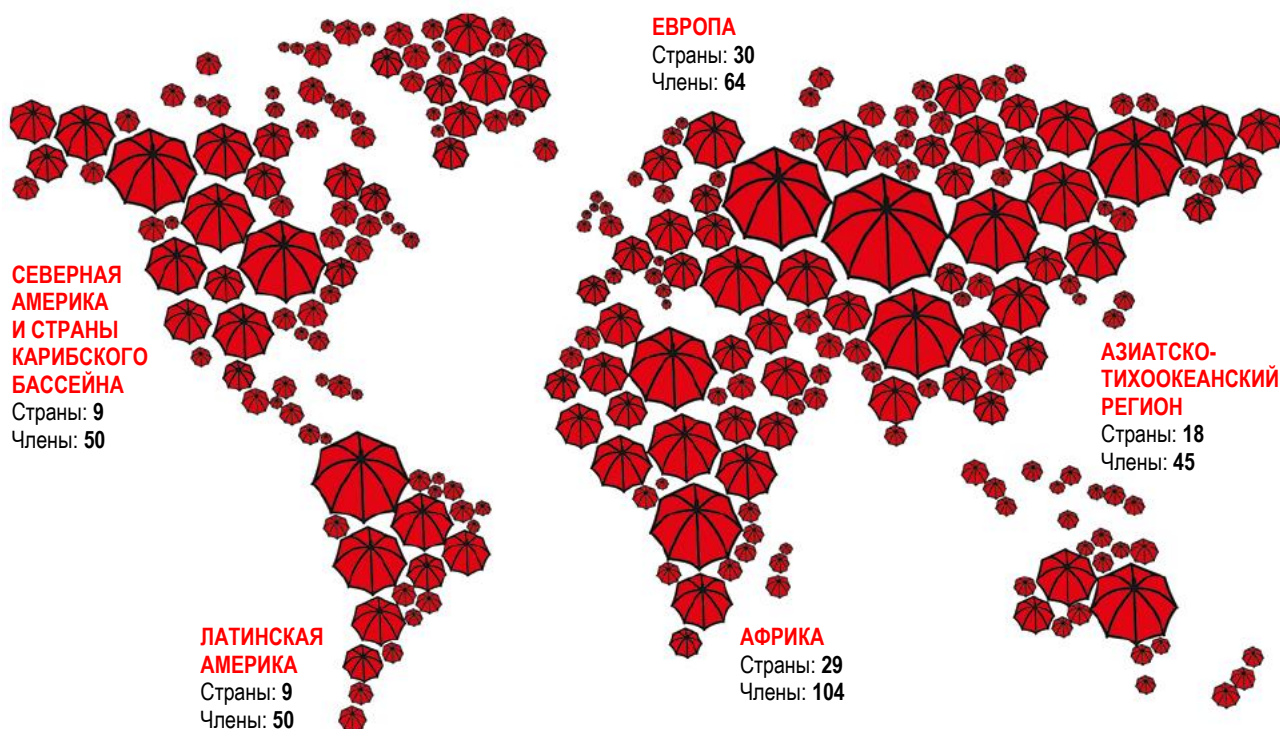 ЕВРОПА
Страны: 30
Члены: 64
СЕВЕРНАЯ
АМЕРИКА
И СТРАНЫ
КАРИБСКОГО
БАССЕЙНА
Страны: 9
Члены: 50
АЗИАТСКО-
ТИХООКЕАНСКИЙ
РЕГИОН
Страны: 18
Члены: 45
ЛАТИНСКАЯ
АМЕРИКА
Страны: 9
Члены: 50
АФРИКА
Страны: 29
Члены: 104